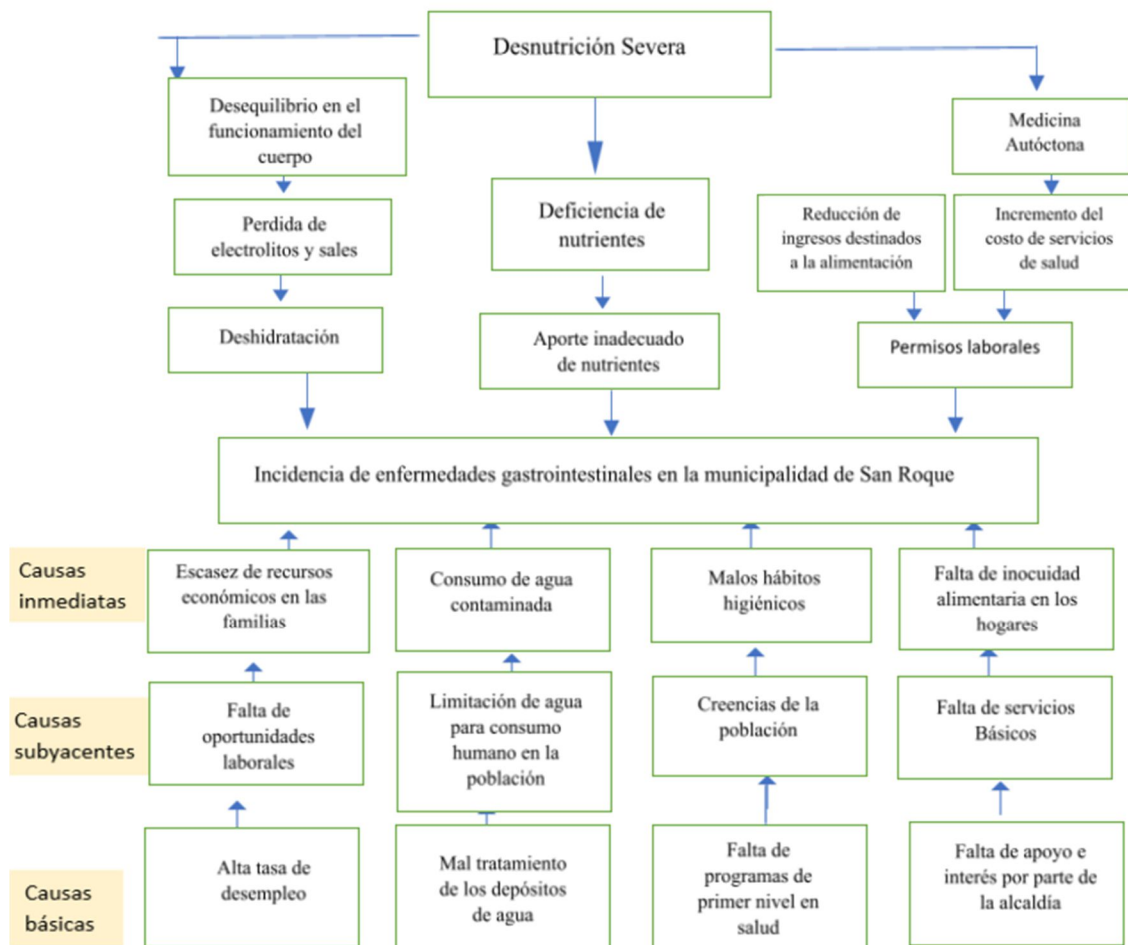 Desnutrición Severa
Desequilibrio en el
funcionamiento del
cuerpo
Medicina
Autóctona
Perdida de
electrolitos y sales
Deficiencia de
nutrientes
Reducción de
ingresos destinados
a la alimentación
Incremento del
costo de servicios
de salud
Deshidratación
Aporte inadecuado
de nutrientes
Permisos laborales
Incidencia de enfermedades gastrointestinales en la municipalidad de San Roque
Causas
inmediatas
Escasez de recursos
económicos en las
familias
Consumo de agua
contaminada
Malos hábitos
higiénicos
Falta de inocuidad
alimentaria en los
hogares
Causas
subyacentes
Falta de
oportunidades
laborales
Limitación de agua
para consumo
humano en la
población
Creencias de la
población
Falta de servicios
Básicos
Causas
básicas
Alta tasa de
desempleo
Mal tratamiento
de los depósitos
de agua
Falta de
programas de
primer nivel en
salud
Falta de apoyo e
interés por parte de
la alcaldía